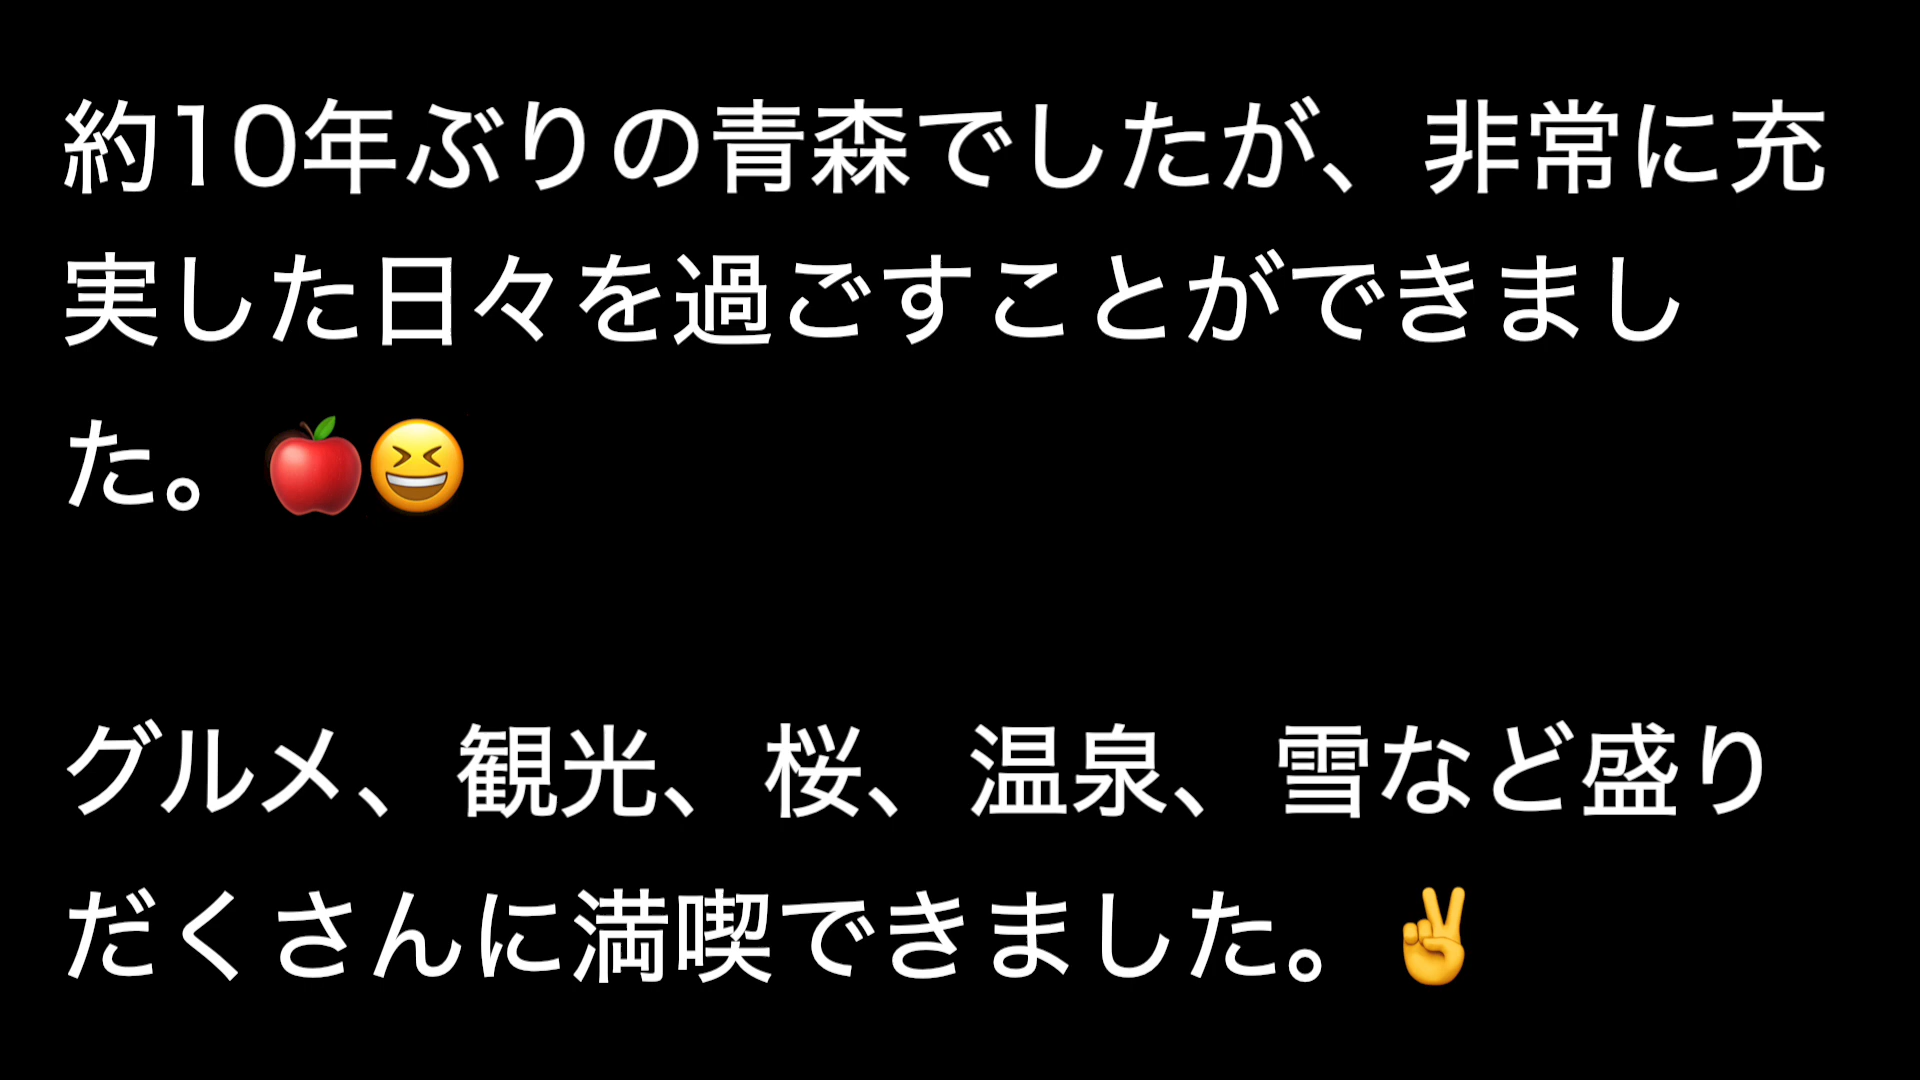 約10年ぶりの青森でしたが、非常に充
実した日々を過ごすことができまし
た。🍎😆
グルメ、観光、桜、温泉、雪など盛り
だくさんに満喫できました。✌️